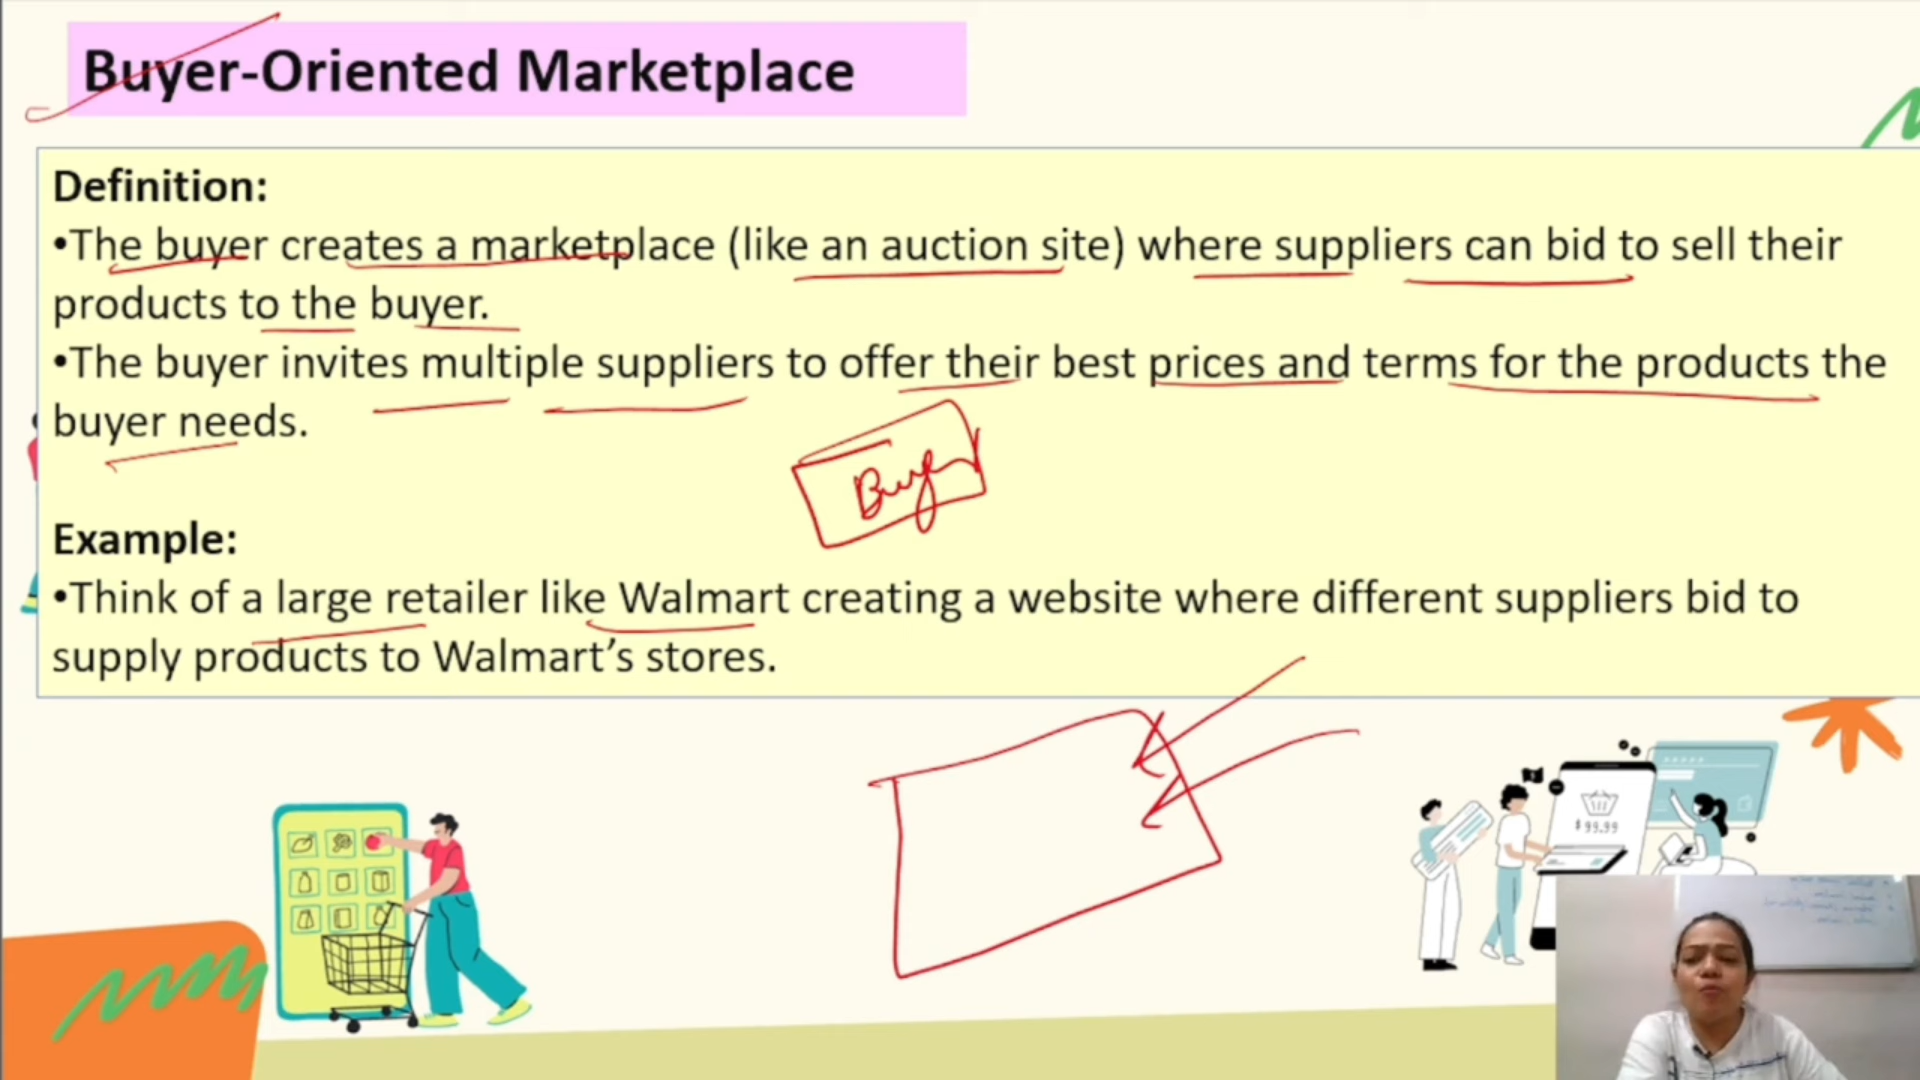 Buyer-Oriented Marketplace
Definition:
•The buyer creates a marketplace (like an auction site) where suppliers can bid to sell their
products to the buyer.
•The buyer invites multiple suppliers to offer their best prices and terms for the products the
buyer needs.
Buyer
Example:
•Think of a large retailer like Walmart creating a website where different suppliers bid to
supply products to Walmart’s stores.
$99.99